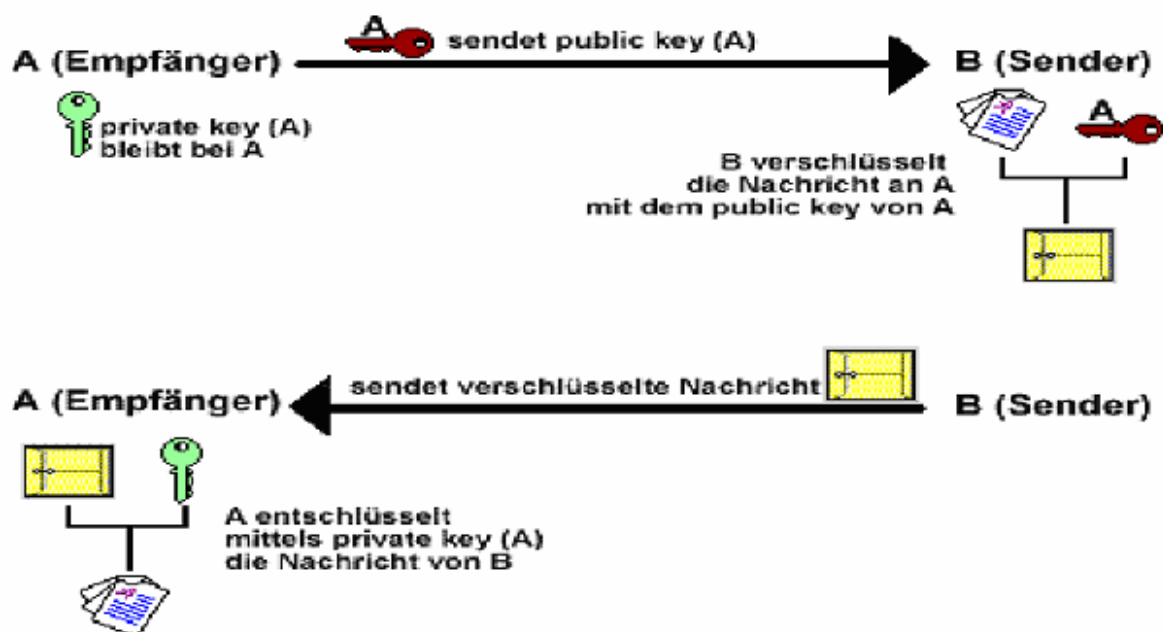 A
sendet public key (A)
A (Empfänger)
B (Sender)
private key (A)
bleibt bei A
A
B verschlüsselt
die Nachricht an A
mit dem public key von A
sendet verschlüsselte Nachricht
A (Empfänger)
B (Sender)
A entschlüsselt
mittels private key (A)
die Nachricht von B